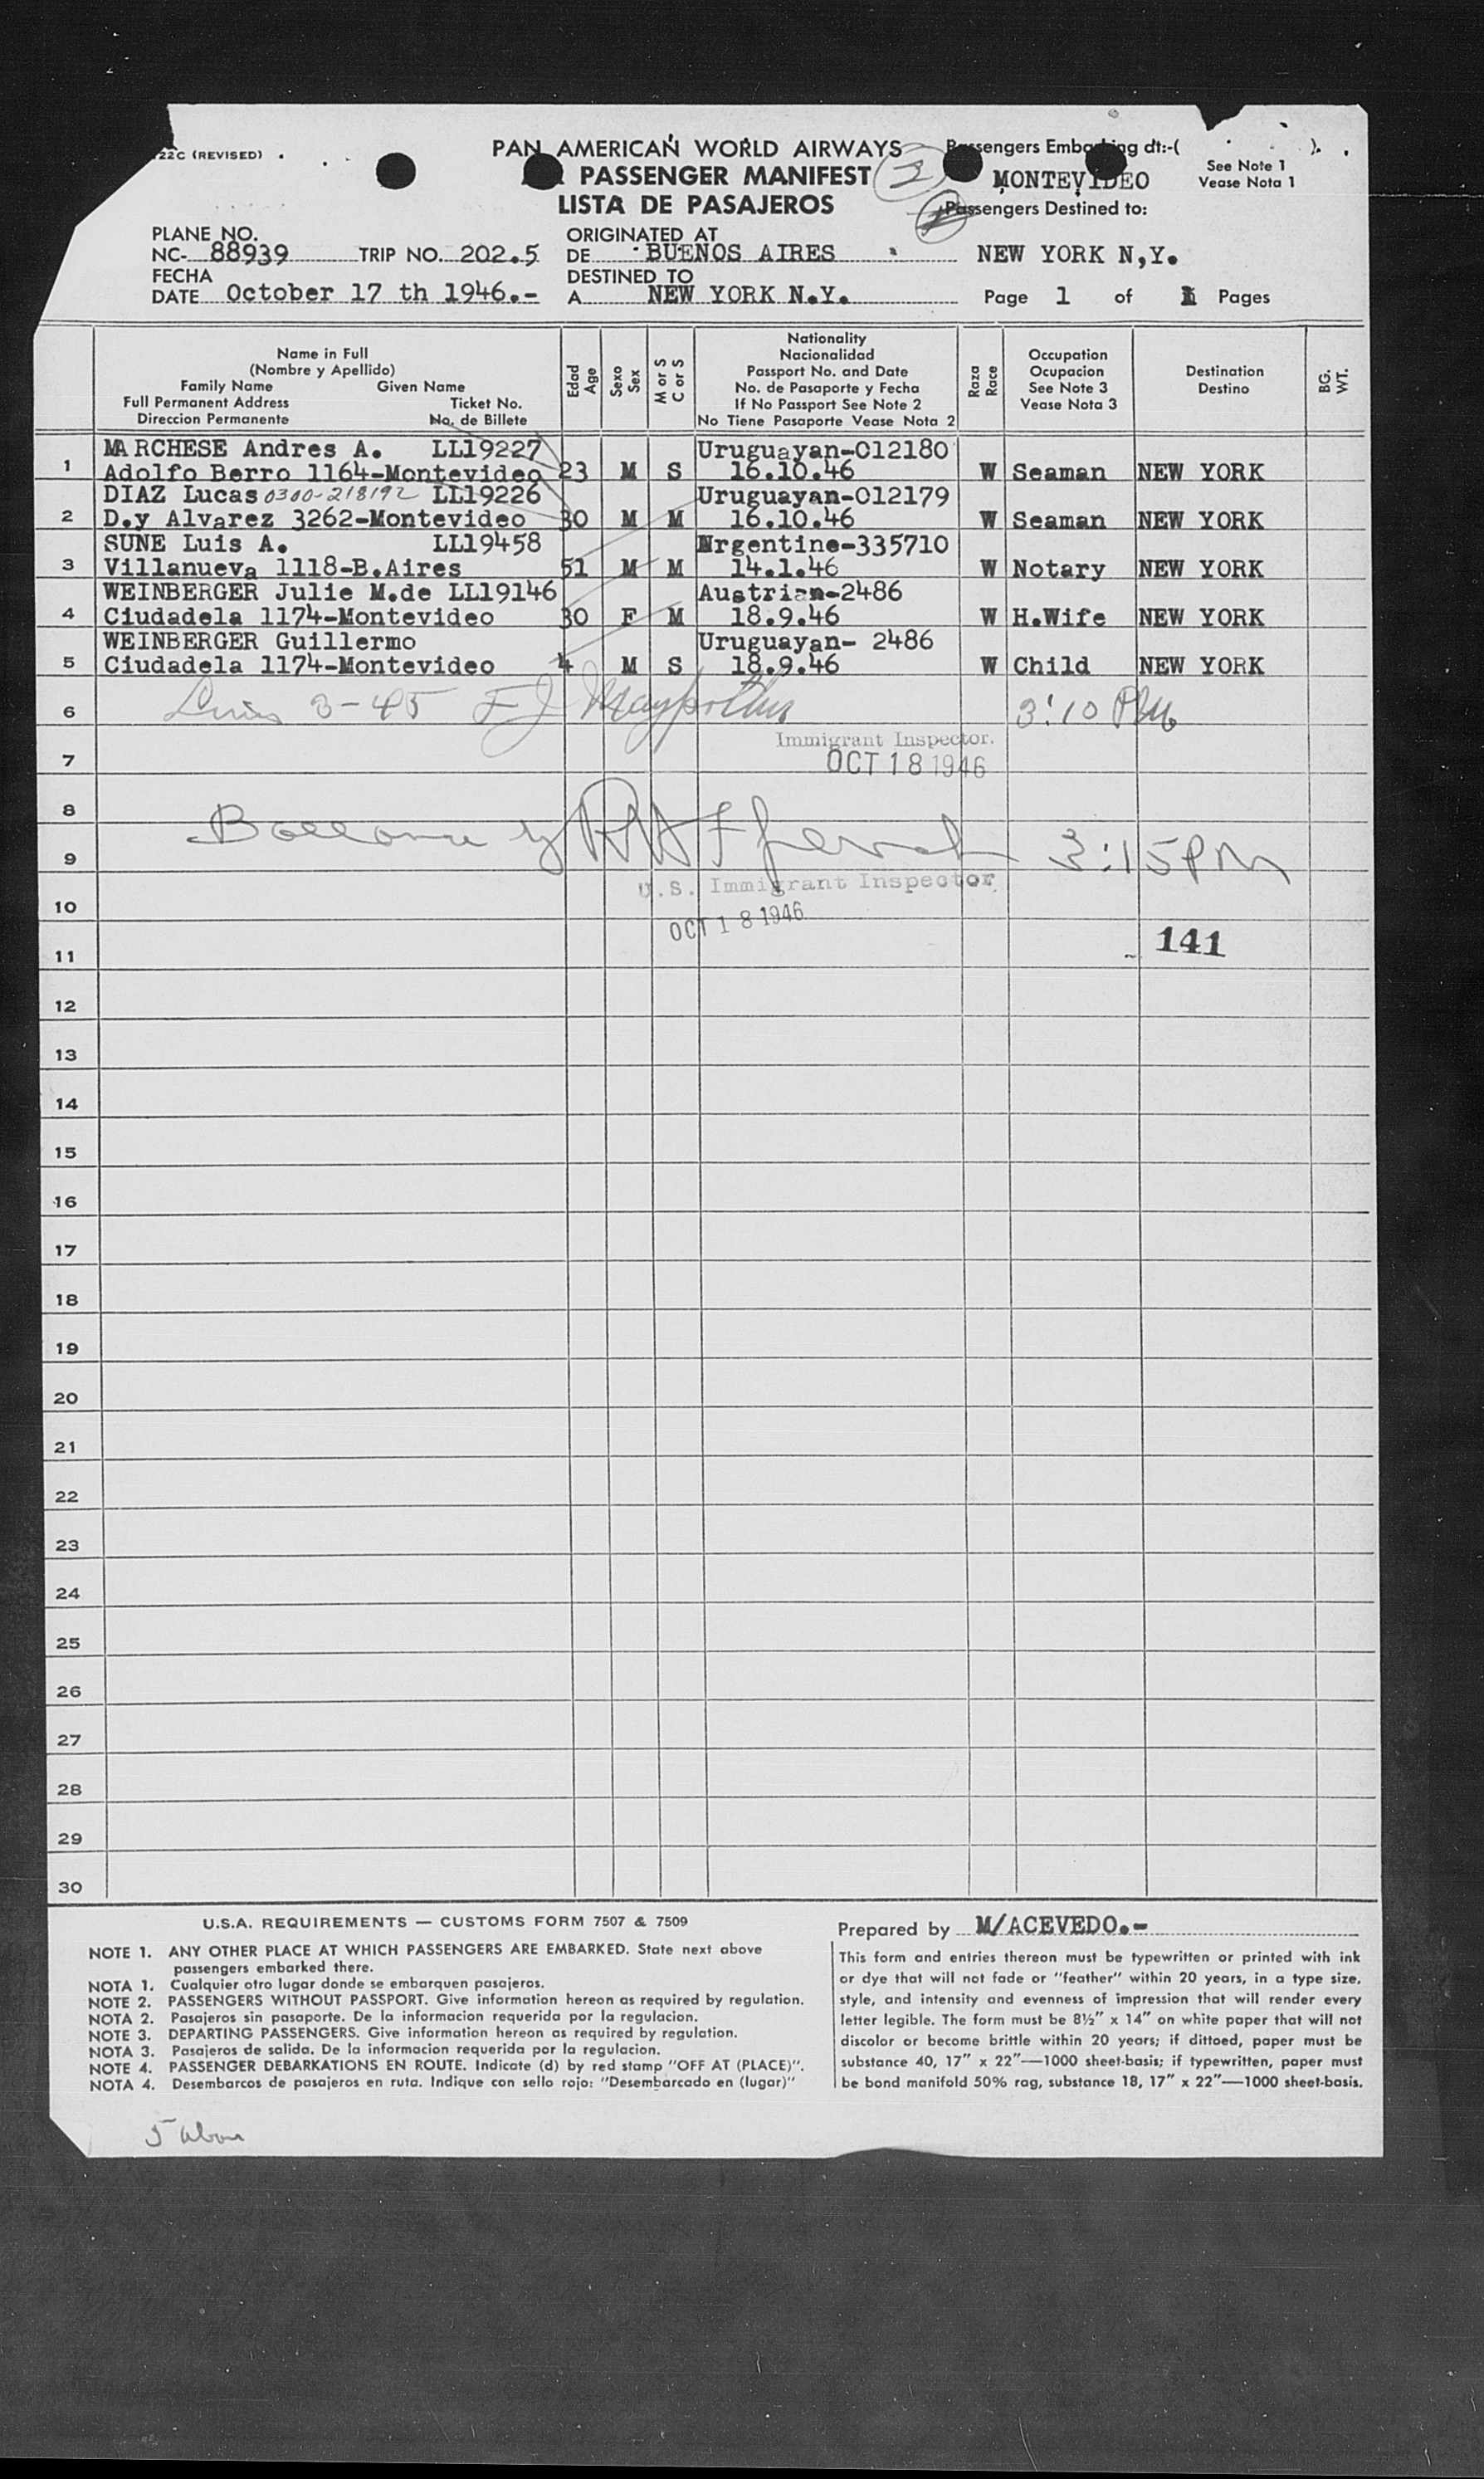 22C (REVISED)
PAN AMERICAN WORLD AIRWAYS
PASSENGER MANIFEST
LISTA DE PASAJEROS
Passengers Embarking at:-( ).
See Note 1
Vease Nota 1
MONTEVIDEO
Passengers Destined to:
NEW YORK N,Y.
Page 1 of 1 Pages
PLANE NO.
NC- 88939 TRIP NO. 202.5
FECHA
DATE October 17 th 1946.-
ORIGINATED AT
DE BUENOS AIRES
DESTINED TO
A NEW YORK N.Y.
Name in Full
(Nombre y Apellido)
Family Name Given Name
Full Permanent Address Ticket No.
Direccion Permanente No. de Billete
Edad
Age
Sexo
Sex
M or S
C or S
Nationality
Nacionalidad
Passport No. and Date
No. de Pasaporte y Fecha
If No Passport See Note 2
No Tiene Pasaporte Vease Nota 2
Raza
Race
Occupation
Ocupacion
See Note 3
Vease Nota 3
Destination
Destino
BG.
WT.
MARCHESE Andres A. LL19227 Uruguayan-012180
1 Adolfo Berro 1164-Montevideo 23 M S 16.10.46 W Seaman NEW YORK
DIAZ Lucas 0300-218192 LL19226 Uruguayan-012179
2 D.y Alvarez 3262-Montevideo 30 M M 16.10.46 W Seaman NEW YORK
SUNE Luis A. LL19458 Argentine-335710
3 Villanueva 1118-B.Aires 51 M M 14.1.46 W Notary NEW YORK
WEINBERGER Julie M.de LL19146 Austrian-2486
4 Ciudadela 1174-Montevideo 30 F M 18.9.46 W H.Wife NEW YORK
WEINBERGER Guillermo Uruguayan- 2486
5 Ciudadela 1174-Montevideo 4 M S 18.9.46 W Child NEW YORK
6 3-45 3:10 PM
Immigrant Inspector.
7 OCT 18 1946
8
9 3:15PM
U.S. Immigrant Inspector
10 OCT 18 1946
11 141
12
13
14
15
16
17
18
19
20
21
22
23
24
25
26
27
28
29
30
U.S.A. REQUIREMENTS — CUSTOMS FORM 7507 & 7509
NOTE 1. ANY OTHER PLACE AT WHICH PASSENGERS ARE EMBARKED. State next above
passengers embarked there.
NOTA 1. Cualquier otro lugar donde se embarquen pasajeros.
NOTE 2. PASSENGERS WITHOUT PASSPORT. Give information hereon as required by regulation.
NOTA 2. Pasajeros sin pasaporte. De la informacion requerida por la regulacion.
NOTE 3. DEPARTING PASSENGERS. Give information hereon as required by regulation.
NOTA 3. Pasajeros de salida. De la informacion requerida por la regulacion.
NOTE 4. PASSENGER DEBARKATIONS EN ROUTE. Indicate (d) by red stamp "OFF AT (PLACE)".
NOTA 4. Desembarcos de pasajeros en ruta. Indique con sello rojo: "Desembarcado en (lugar)"
Prepared by M/ACEVEDO.-
This form and entries thereon must be typewritten or printed with ink
or dye that will not fade or "feather" within 20 years, in a type size,
style, and intensity and evenness of impression that will render every
letter legible. The form must be 8½" x 14" on white paper that will not
discolor or become brittle within 20 years; if dittoed, paper must be
substance 40, 17" x 22"—1000 sheet-basis; if typewritten, paper must
be bond manifold 50% rag, substance 18, 17" x 22"—1000 sheet-basis.
5